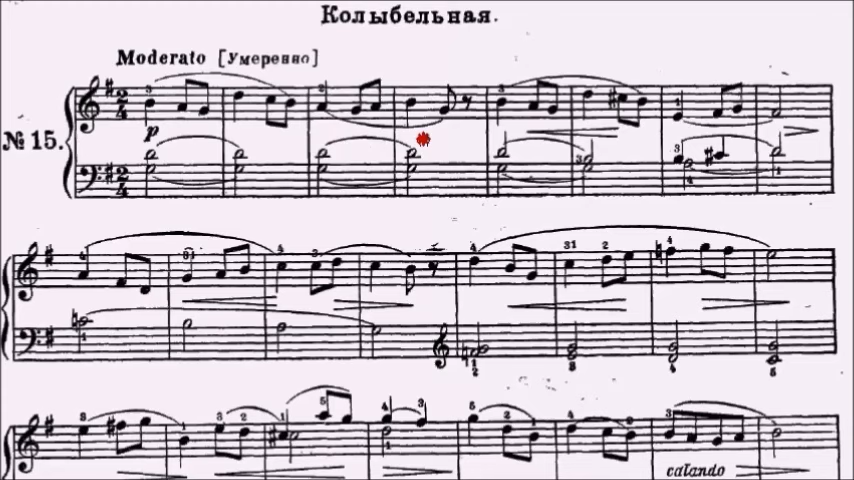 Колыбельная.
Moderato [Умеренно]
№ 15.
p
calando